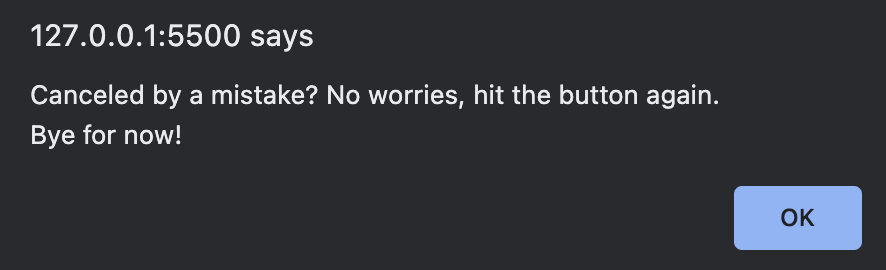 127.0.0.1:5500 says
Canceled by a mistake? No worries, hit the button again.
Bye for now!
OK